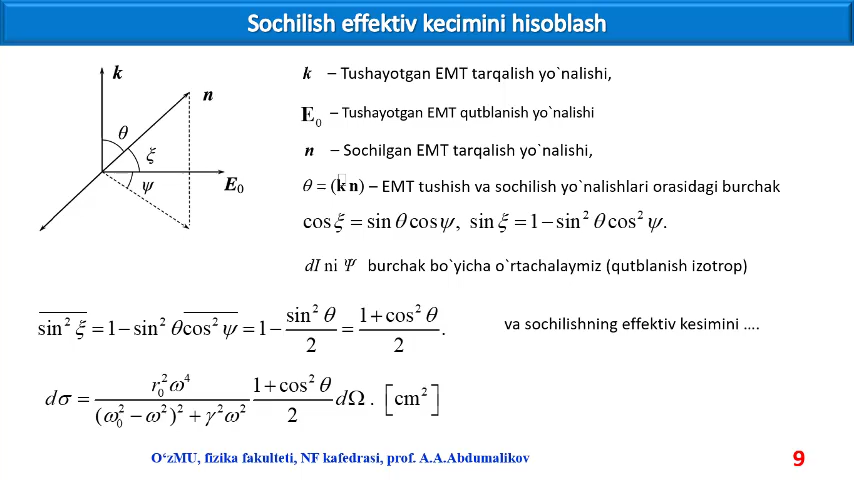 Sochilish effektiv kecimini hisoblash
k
n
θ
ξ
ψ
E₀
k – Tushayotgan EMT tarqalish yo`nalishi,
E₀ – Tushayotgan EMT qutblanish yo`nalishi
n – Sochilgan EMT tarqalish yo`nalishi,
θ = (k n) – EMT tushish va sochilish yo`nalishlari orasidagi burchak
cos ξ = sin θ cos ψ, sin ξ = 1 − sin² θ cos² ψ.
dI ni Ψ burchak bo`yicha o`rtachalaymiz (qutblanish izotrop)
s̅i̅n̅²̅ ̅ξ̅ = 1 − sin² θ c̅o̅s̅²̅ ̅ψ̅ = 1 − sin² θ / 2 = (1 + cos² θ) / 2.
va sochilishning effektiv kesimini ….
dσ = r₀² ω⁴ / ((ω₀² − ω²)² + γ² ω²) (1 + cos² θ) / 2 dΩ . [cm²]
O‘zMU, fizika fakulteti, NF kafedrasi, prof. A.A.Abdumalikov
9